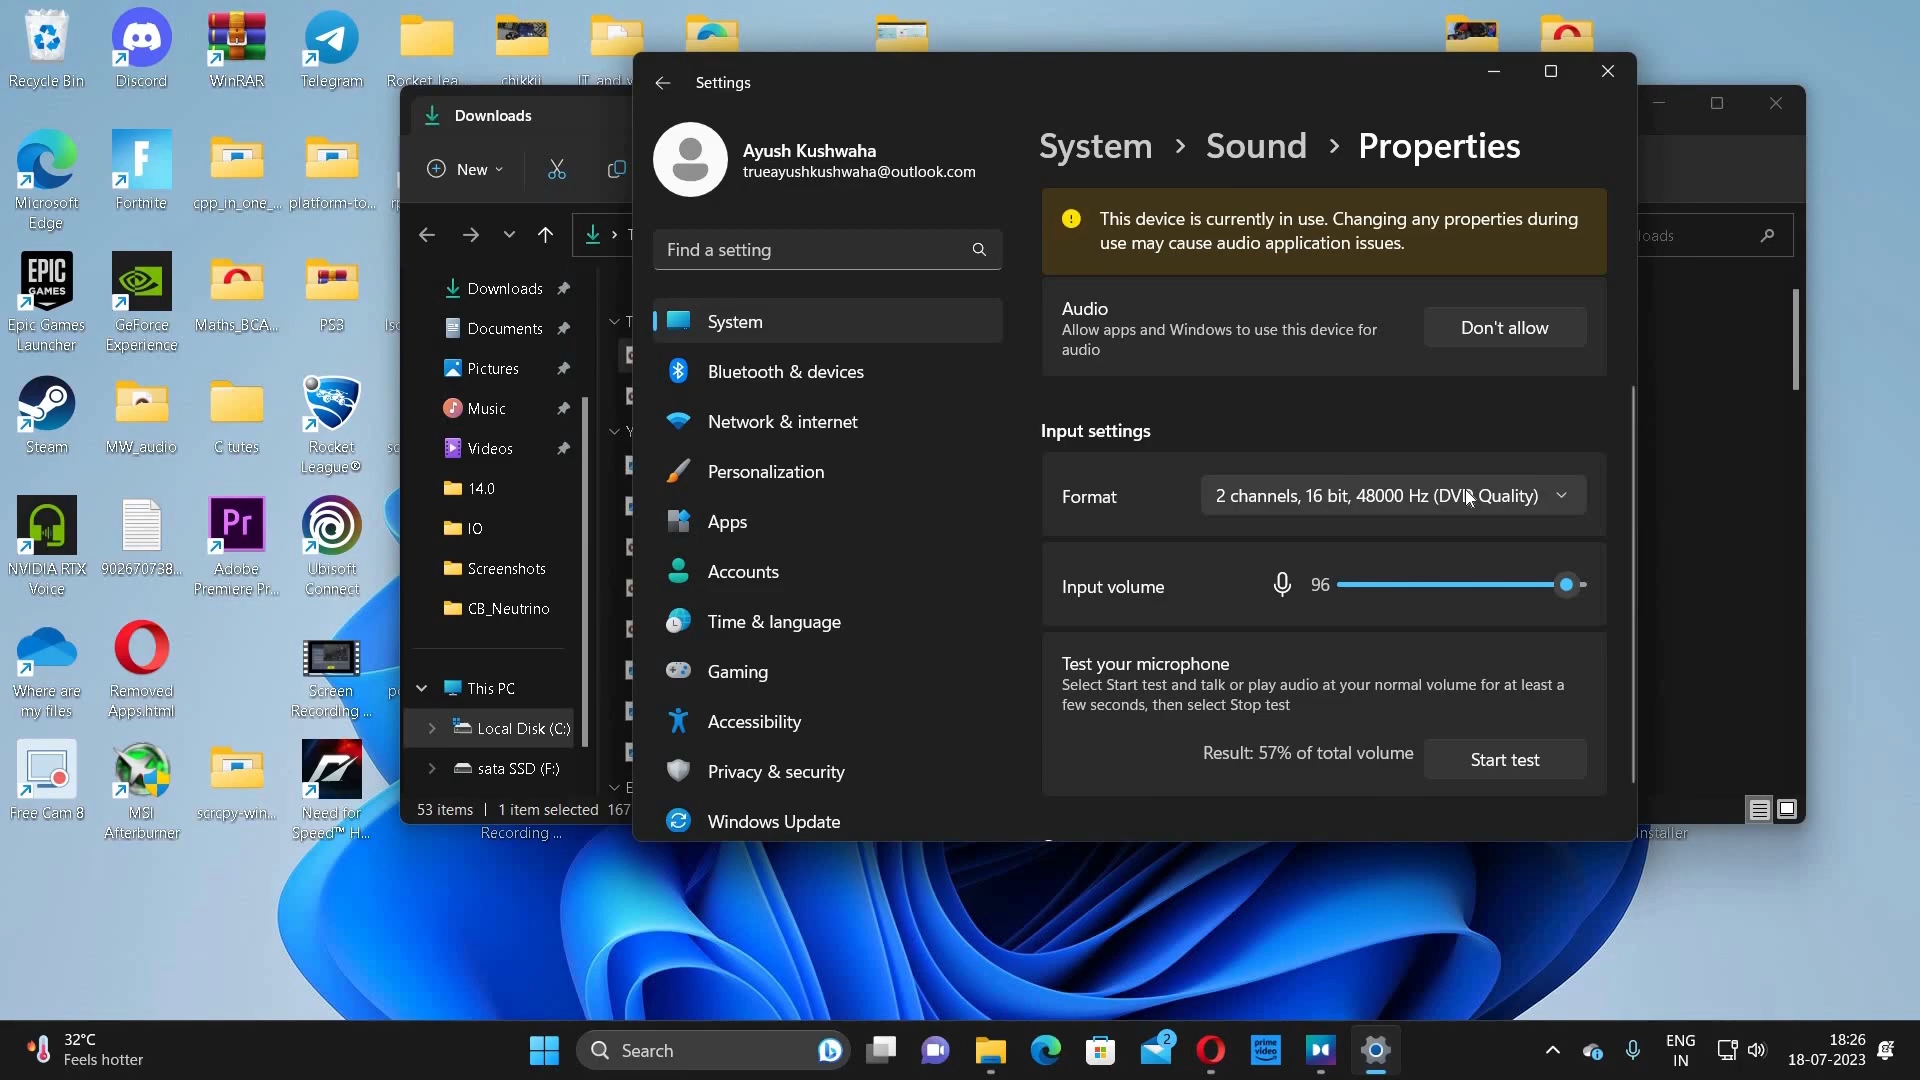 Recycle Bin
Discord
WinRAR
Telegram
Rocket lea...
chikkii
Microsoft
Edge
Fortnite
cpp_in_one_...
platform-to...
EPIC
GAMES
Epic Games
Launcher
GeForce
Experience
Maths_BCA...
PS3
Steam
MW_audio
C tutes
Rocket
League®
NVIDIA RTX
Voice
902670738...
Pr
Adobe
Premiere Pr...
Ubisoft
Connect
Where are
my files
Removed
Apps.html
Screen
Recording ...
Free Cam 8
MSI
Afterburner
scrcpy-win...
Need for
Speed™ H...
Recording ...
Installer
Downloads
New
Downloads
Documents
Pictures
Music
Videos
14.0
IO
Screenshots
CB_Neutrino
This PC
Local Disk (C:)
sata SSD (F:)
53 items
1 item selected 167
Settings
Ayush Kushwaha
trueayushkushwaha@outlook.com
Find a setting
System
Bluetooth & devices
Network & internet
Personalization
Apps
Accounts
Time & language
Gaming
Accessibility
Privacy & security
Windows Update
System > Sound > Properties
This device is currently in use. Changing any properties during
use may cause audio application issues.
Audio
Allow apps and Windows to use this device for
audio
Don't allow
Input settings
Format
2 channels, 16 bit, 48000 Hz (DVD Quality)
Input volume
96
Test your microphone
Select Start test and talk or play audio at your normal volume for at least a
few seconds, then select Stop test
Result: 57% of total volume
Start test
32°C
Feels hotter
Search
2
prime
video
ENG
IN
18:26
18-07-2023